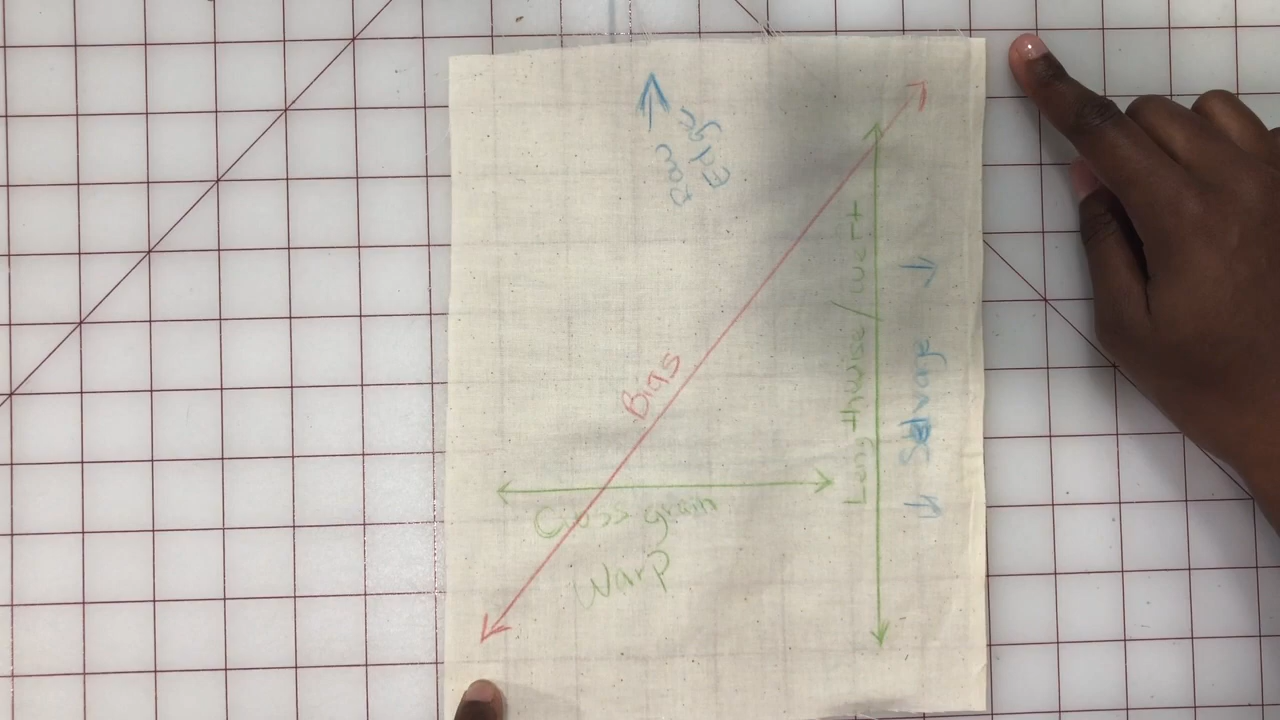 Raw
Edge
Bias
Lengthwise/weft
Selvage
Cross grain
Warp